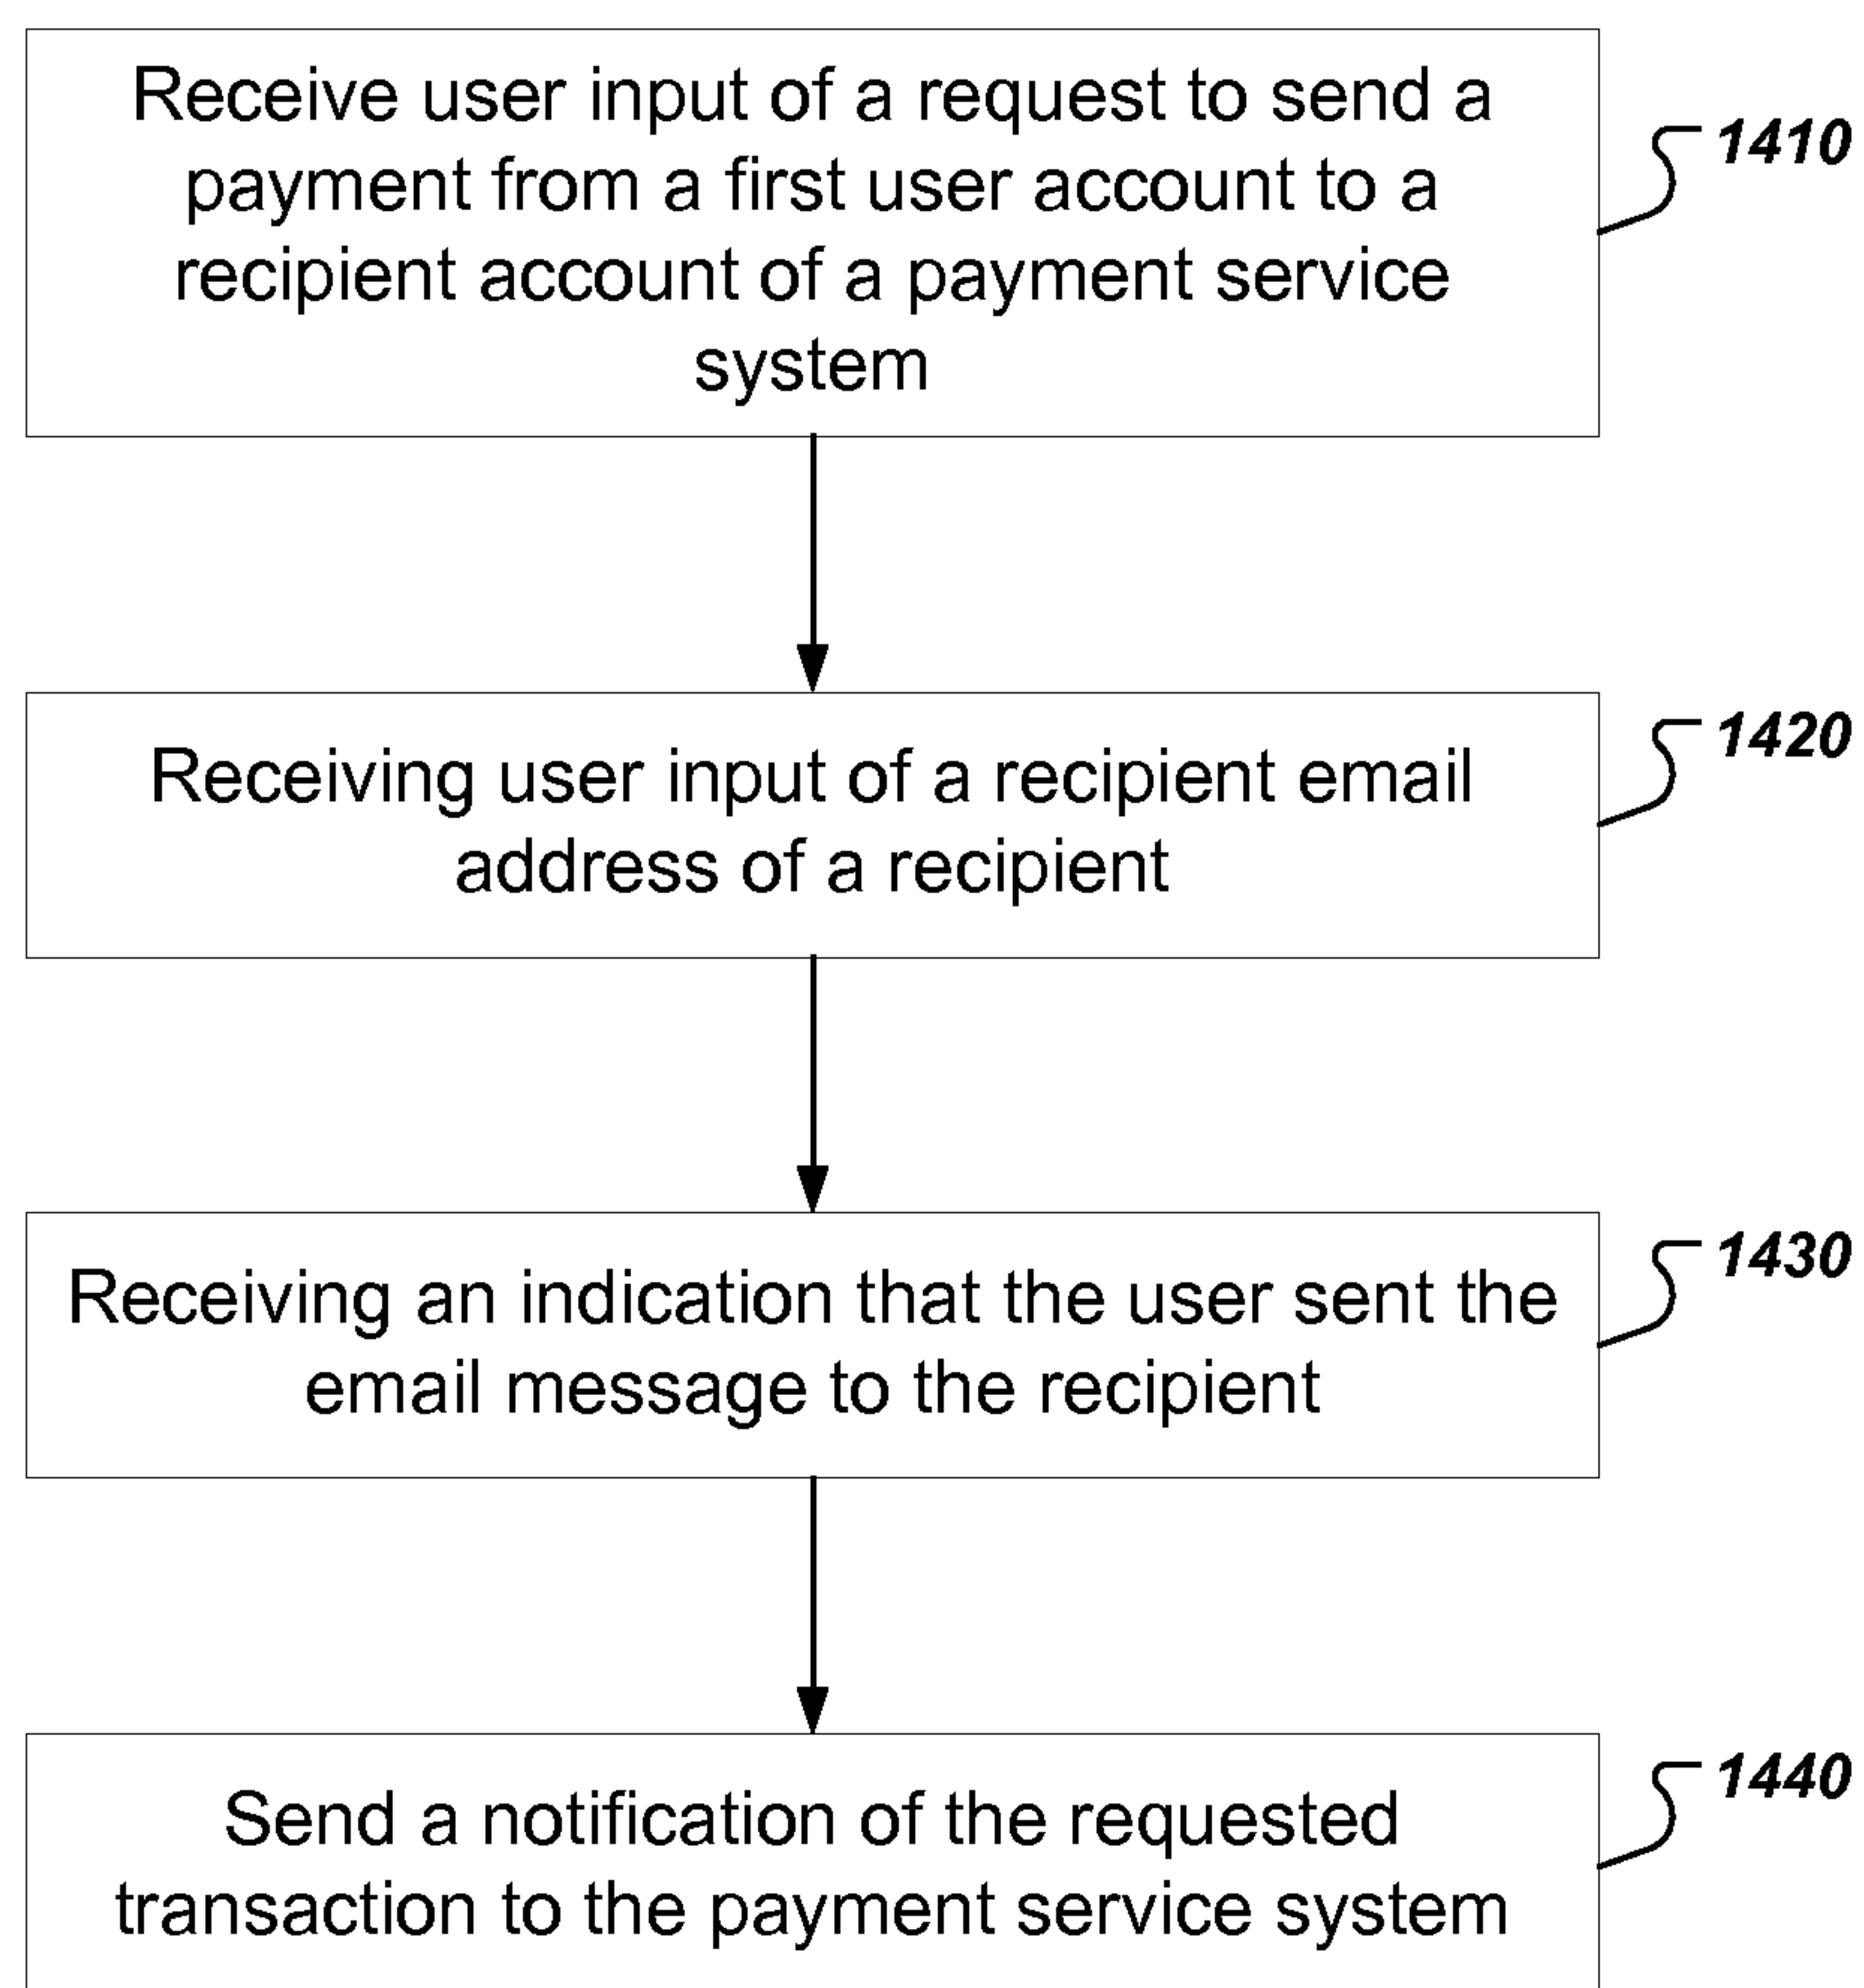 Receive user input of a request to send a
payment from a first user account to a
recipient account of a payment service
system
1410
Receiving user input of a recipient email
address of a recipient
1420
Receiving an indication that the user sent the
email message to the recipient
1430
Send a notification of the requested
transaction to the payment service system
1440